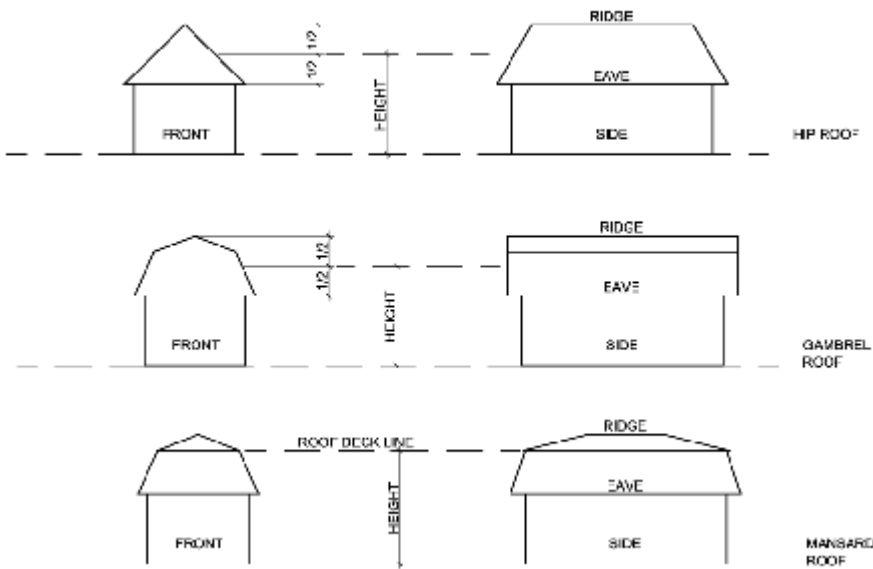 RIDGE
1/2
1/2
EAVE
HEIGHT
FRONT
SIDE
HIP ROOF
RIDGE
1/2
1/2
EAVE
HEIGHT
FRONT
SIDE
GAMBREL
ROOF
RIDGE
ROOF DECK LINE
EAVE
HEIGHT
FRONT
SIDE
MANSARD
ROOF